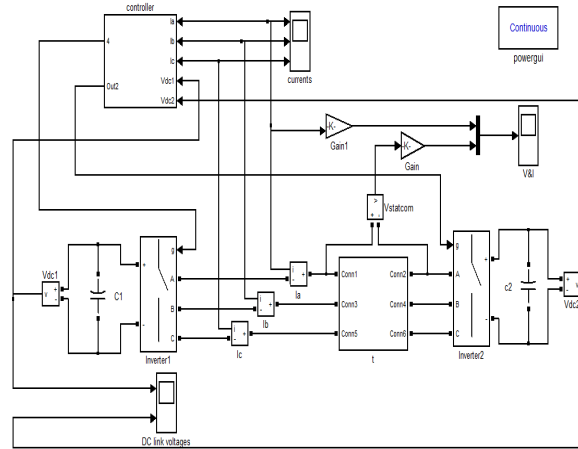 controller
Ia
Ib
Ic
Vdc1
Vdc2
4
Out2
currents
Continuous
powergui
-K-
Gain1
-K-
Gain
V&I
v
+
-
Vstatcom
Vdc1
v
+
-
C1
g
+
-
A
B
C
Inverter1
i
+
-
Ia
i
+
-
Ib
i
+
-
Ic
Conn1
Conn2
Conn3
Conn4
Conn5
Conn6
t
g
A
B
C
+
-
Inverter2
c2
+
-
v
Vdc2
DC link voltages